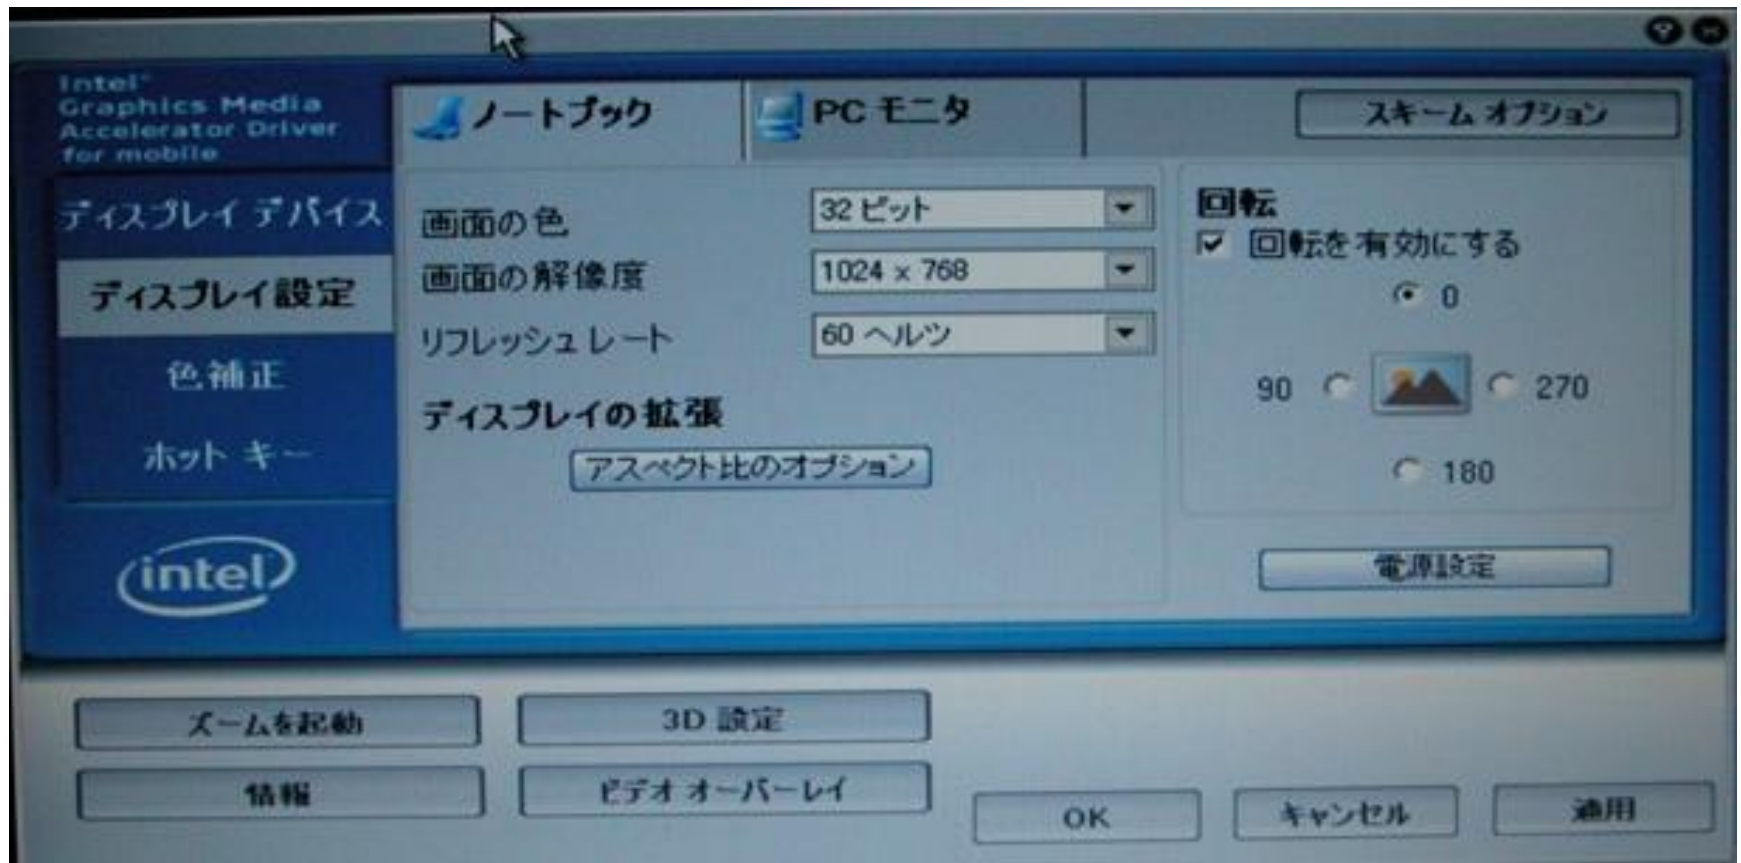 Intel®
Graphics Media
Accelerator Driver
for mobile
ノートブック
PC モニタ
スキーム オプション
ディスプレイ デバイス
ディスプレイ設定
色補正
ホット キー
intel
画面の色
32 ビット
画面の解像度
1024 x 768
リフレッシュ レート
60 ヘルツ
ディスプレイの拡張
アスペクト比のオプション
回転
回転を有効にする
0
90
270
180
電源設定
ズームを起動
3D 設定
情報
ビデオ オーバーレイ
OK
キャンセル
適用